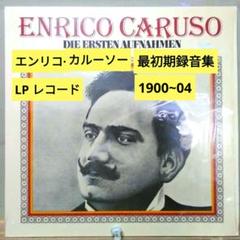 ENRICO CARUSO
DIE ERSTEN AUFNAHMEN
エンリコ・カルーソー 最初期録音集
LP レコード 1900~04